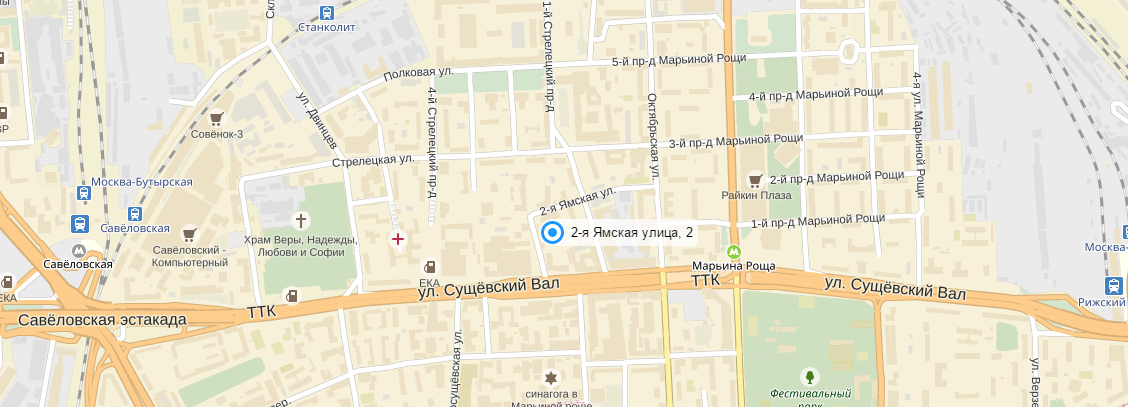 Станколит
1-й Стрелецкий пр-д
Полковая ул.
5-й пр-д Марьиной Рощи
4-я ул. Марьиной Рощи
4-й пр-д Марьиной Рощи
ул. Двинцев
4-й Стрелецкий пр-д
Октябрьская ул.
Совёнок-3
3-й пр-д Марьиной Рощи
Стрелецкая ул.
Москва-Бутырская
2-й пр-д Марьиной Рощи
Райкин Плаза
2-я Ямская ул.
1-й пр-д Марьиной Рощи
Савёловская
2-я Ямская улица, 2
Храм Веры, Надежды,
Любови и Софии
Савёловский -
Компьютерный
Савёловская
Марьина Роща
ЕКА
ЕКА
ул. Сущёвский Вал
ТТК
ул. Сущёвский Вал
Рижский
ТТК
Савёловская эстакада
синагога в
Марьиной роще
Фестивальный
парк